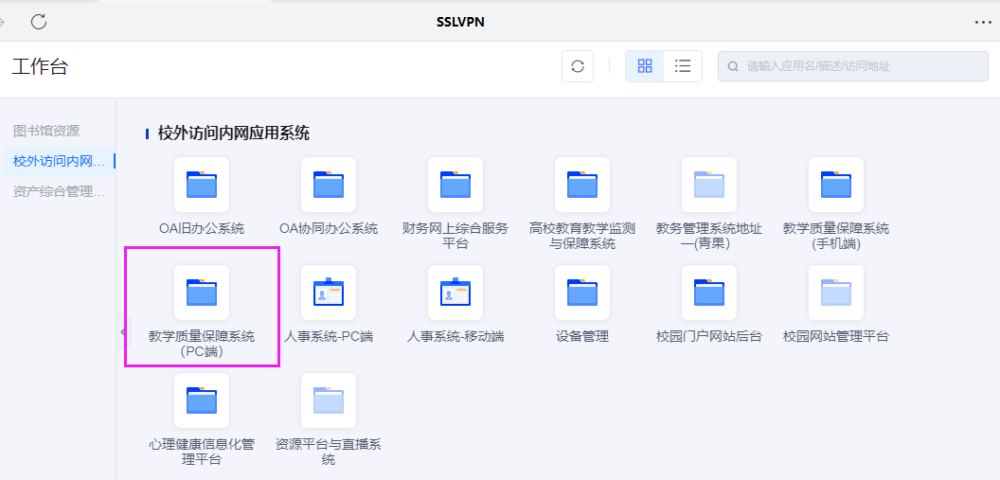 SSLVPN
工作台
请输入应用名/描述/访问地址
图书馆资源
校外访问内网...
资产综合管理...
校外访问内网应用系统
OA旧办公系统
OA协同办公系统
财务网上综合服务
平台
高校教育教学监测
与保障系统
教务管理系统地址
一(青果)
教学质量保障系统
(手机端)
教学质量保障系统
(PC端)
人事系统-PC端
人事系统-移动端
设备管理
校园门户网站后台
校园网站管理平台
心理健康信息化管
理平台
资源平台与直播系
统